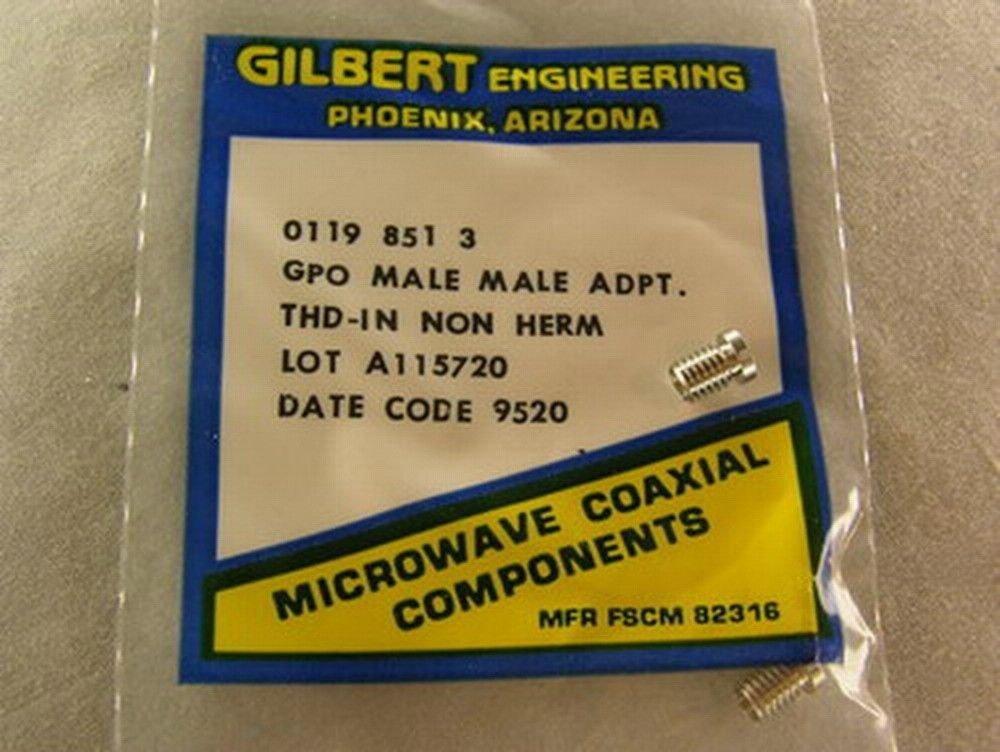 GILBERT ENGINEERING
PHOENIX, ARIZONA
0119 851 3
GPO MALE MALE ADPT.
THD-IN NON HERM
LOT A115720
DATE CODE 9520
MICROWAVE COAXIAL
COMPONENTS
MFR FSCM 82316